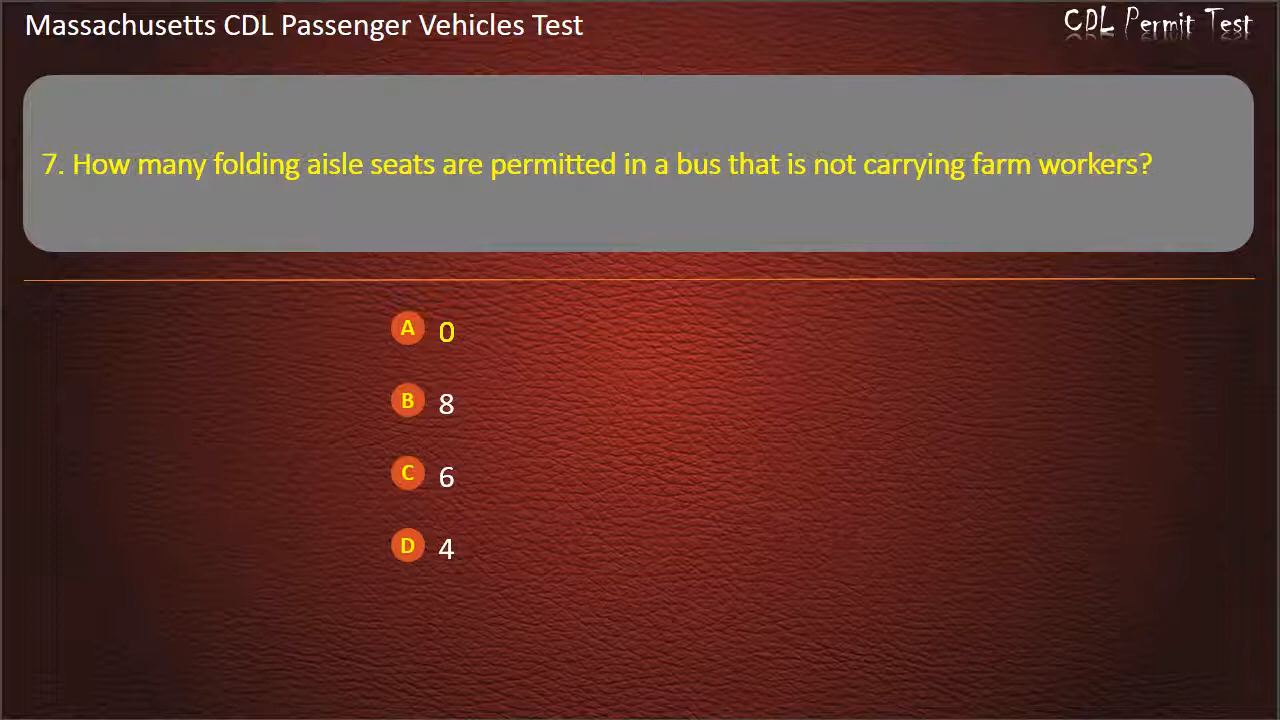 Massachusetts CDL Passenger Vehicles Test
CDL Permit Test
7. How many folding aisle seats are permitted in a bus that is not carrying farm workers?
A 0
B 8
C 6
D 4